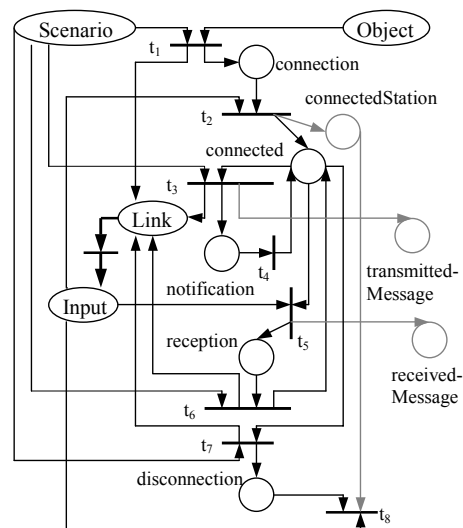 Scenario
Object
t1
connection
t2
connectedStation
connected
t3
Link
t4
transmitted-
Message
Input
notification
t5
reception
received-
Message
t6
t7
disconnection
t8